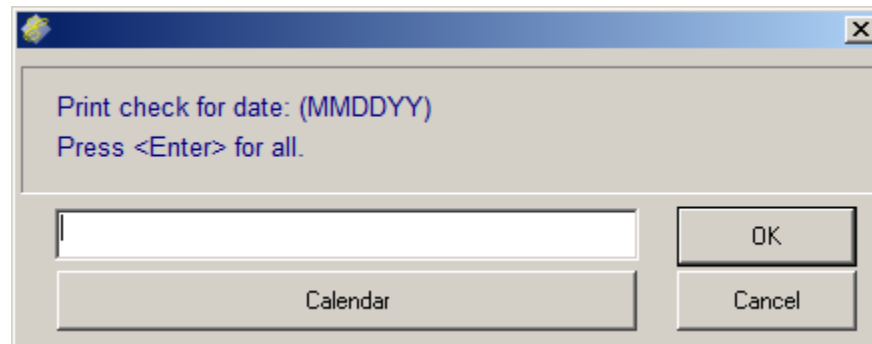 Print check for date: (MMDDYY)
Press <Enter> for all.
OK
Calendar
Cancel